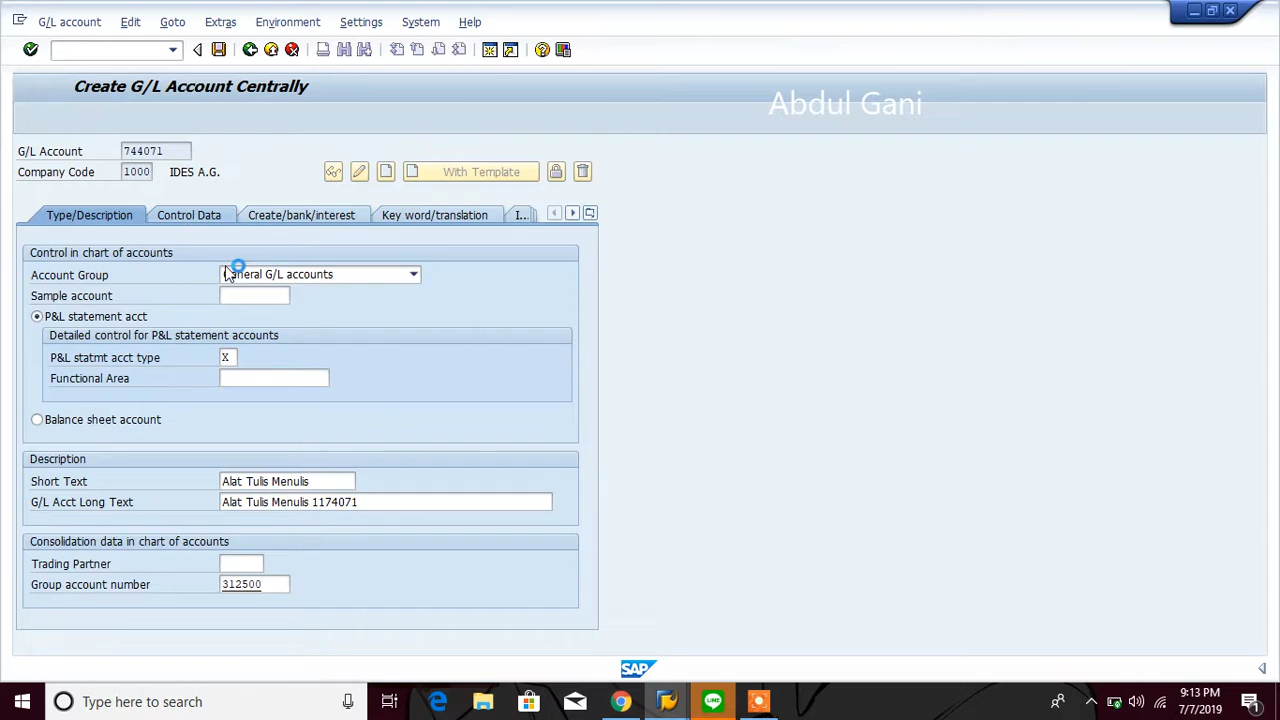 G/L account Edit Goto Extras Environment Settings System Help
Create G/L Account Centrally
Abdul Gani
G/L Account 744071
Company Code 1000 IDES A.G.
With Template
Type/Description Control Data Create/bank/interest Key word/translation I...
Control in chart of accounts
Account Group General G/L accounts
Sample account
P&L statement acct
Detailed control for P&L statement accounts
P&L statmt acct type X
Functional Area
Balance sheet account
Description
Short Text Alat Tulis Menulis
G/L Acct Long Text Alat Tulis Menulis 1174071
Consolidation data in chart of accounts
Trading Partner
Group account number 312500
SAP
Type here to search
LINE
9:13 PM
7/7/2019
1